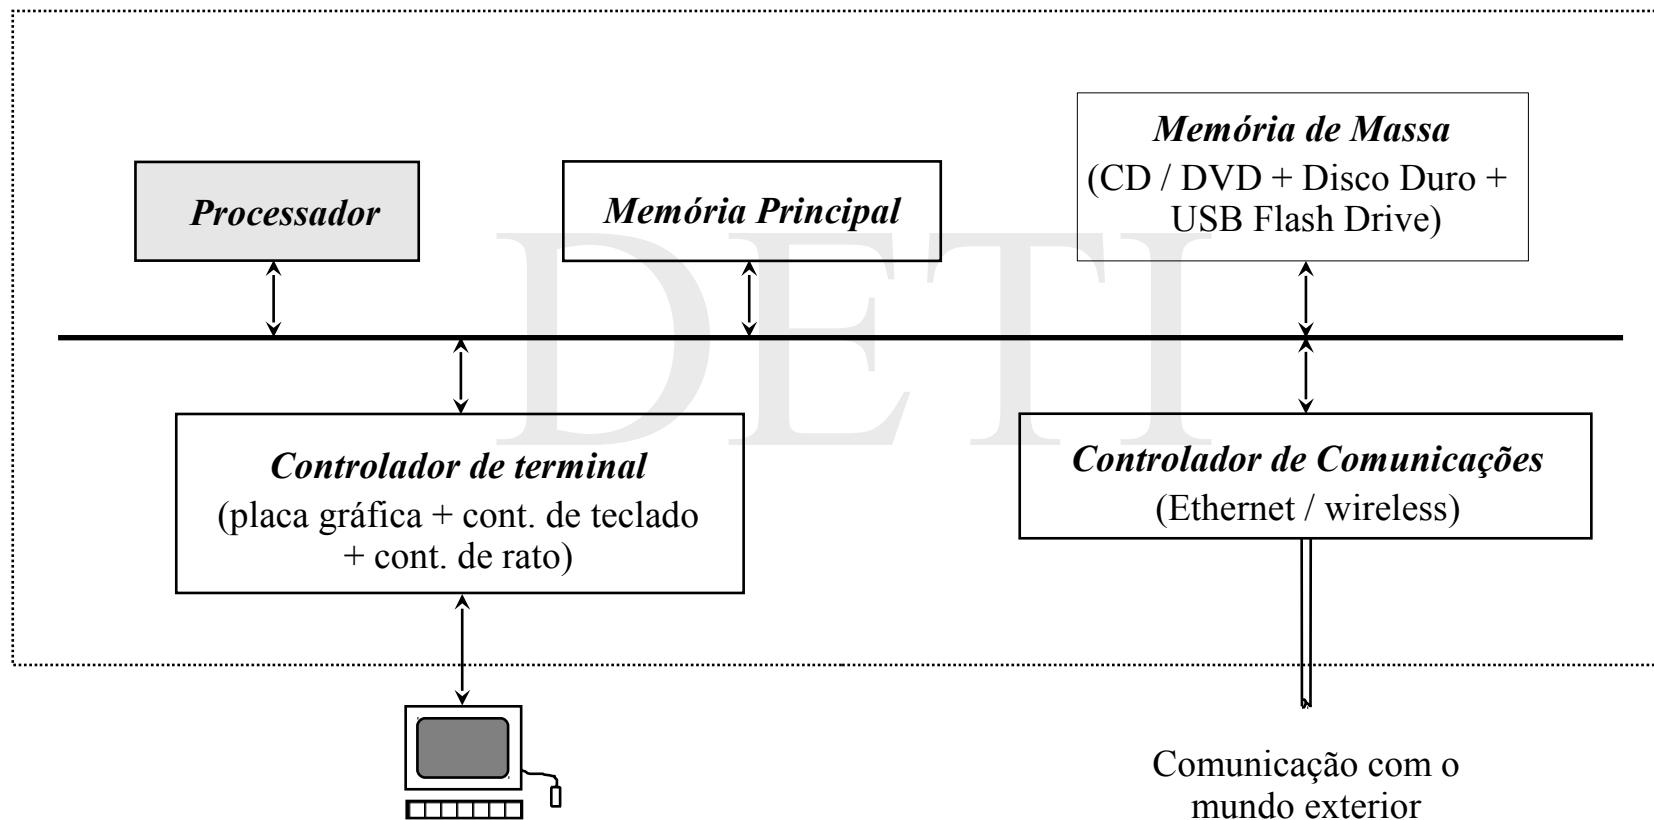 Memória de Massa
(CD / DVD + Disco Duro +
USB Flash Drive)
Processador
Memória Principal
DETI
Controlador de terminal
(placa gráfica + cont. de teclado
+ cont. de rato)
Controlador de Comunicações
(Ethernet / wireless)
Comunicação com o
mundo exterior